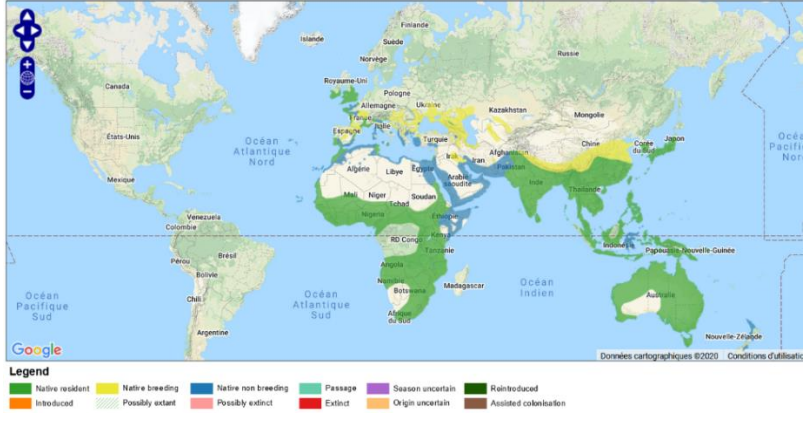 Finlande
Islande
Suède
Norvège
Russie
Royaume-Uni
Canada
Pologne
Allemagne
Ukraine
France
Kazakhstan
Mongolie
Italie
Espagne
Turquie
États-Unis
Océan
Atlantique
Nord
Chine
Corée
du Sud
Japon
Irak
Iran
Afghanistan
Pakistan
Algérie
Libye
Égypte
Arabie
saoudite
Mexique
Mali
Niger
Soudan
Tchad
Inde
Thaïlande
Nigeria
Éthiopie
Venezuela
Colombie
RD Congo
Kenya
Tanzanie
Indonésie
Papouasie-Nouvelle-Guinée
Brésil
Pérou
Angola
Bolivie
Namibie
Botswana
Madagascar
Océan
Indien
Océan
Pacifique
Sud
Chili
Océan
Atlantique
Sud
Australie
Afrique
du Sud
Argentine
Nouvelle-Zélande
Google
Données cartographiques ©2020 Conditions d'utilisatio
Legend
Native resident Native breeding Native non breeding Passage Season uncertain Reintroduced
Introduced Possibly extant Possibly extinct Extinct Origin uncertain Assisted colonisation